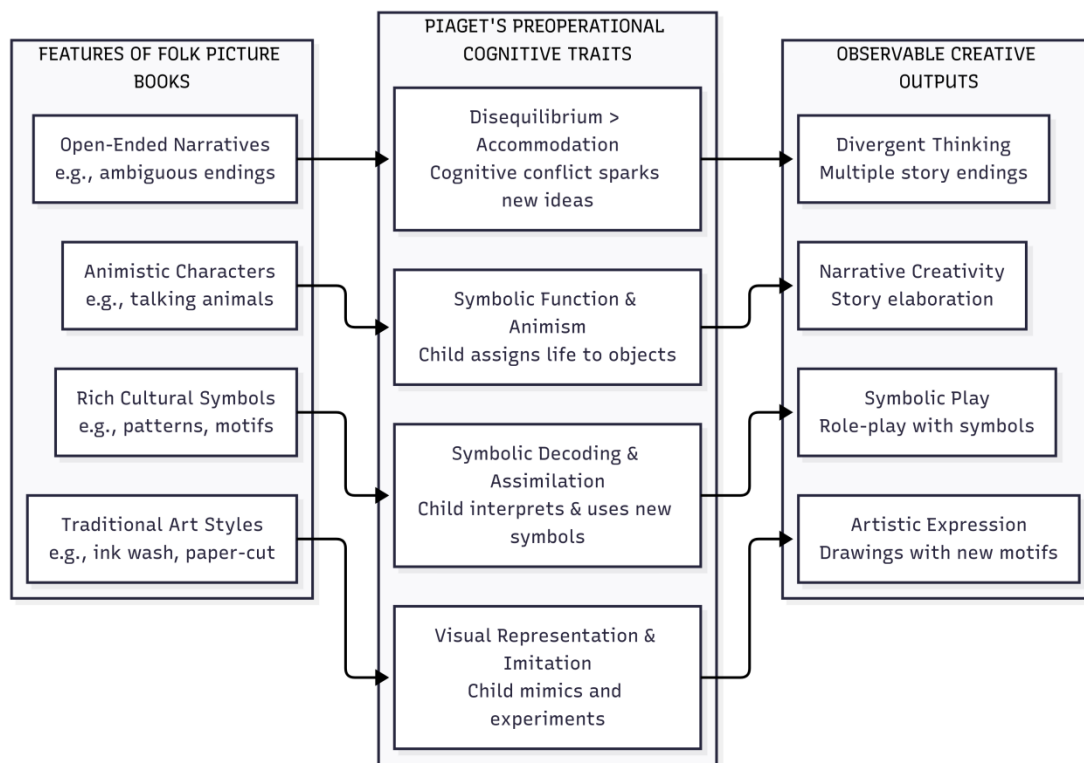 FEATURES OF FOLK PICTURE
BOOKS
Open-Ended Narratives
e.g., ambiguous endings
Animistic Characters
e.g., talking animals
Rich Cultural Symbols
e.g., patterns, motifs
Traditional Art Styles
e.g., ink wash, paper-cut
PIAGET'S PREOPERATIONAL
COGNITIVE TRAITS
Disequilibrium >
Accommodation
Cognitive conflict sparks
new ideas
Symbolic Function &
Animism
Child assigns life to objects
Symbolic Decoding &
Assimilation
Child interprets & uses new
symbols
Visual Representation &
Imitation
Child mimics and
experiments
OBSERVABLE CREATIVE
OUTPUTS
Divergent Thinking
Multiple story endings
Narrative Creativity
Story elaboration
Symbolic Play
Role-play with symbols
Artistic Expression
Drawings with new motifs